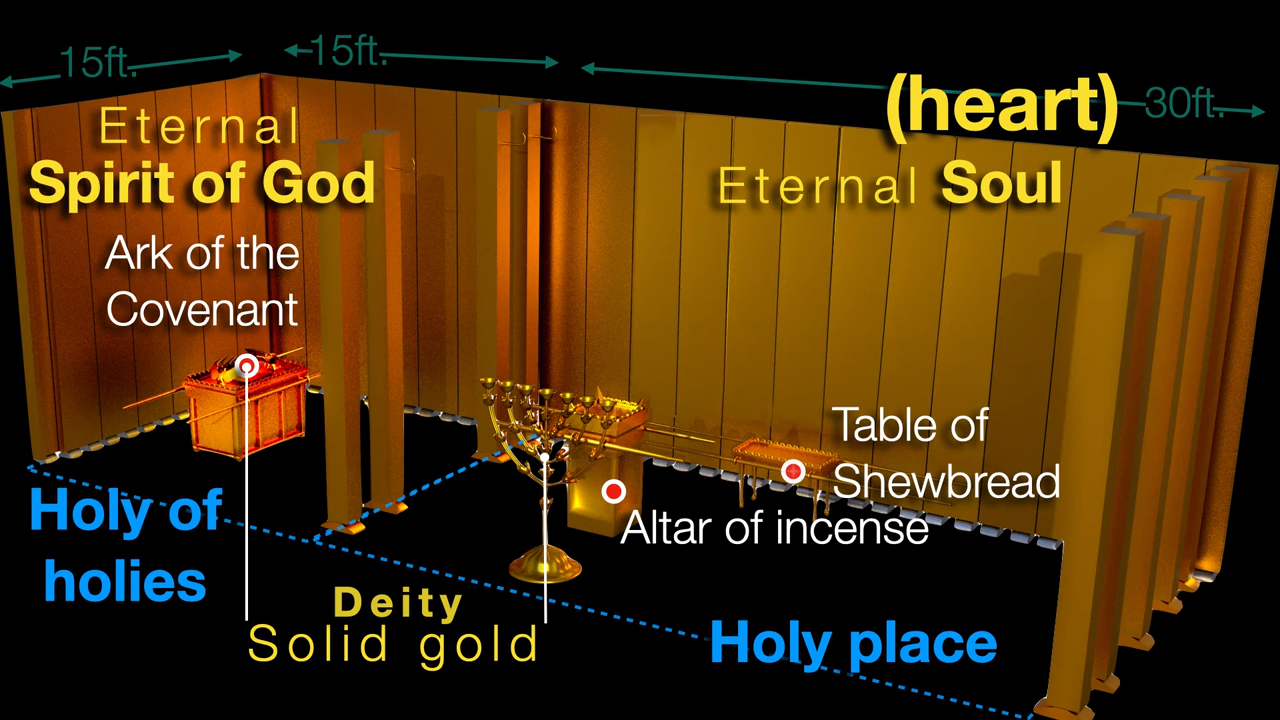 15ft.
15ft.
30ft.
(heart)
Eternal
Spirit of God
Eternal Soul
Ark of the
Covenant
Table of
Shewbread
Altar of incense
Holy of
holies
Deity
Solid gold
Holy place